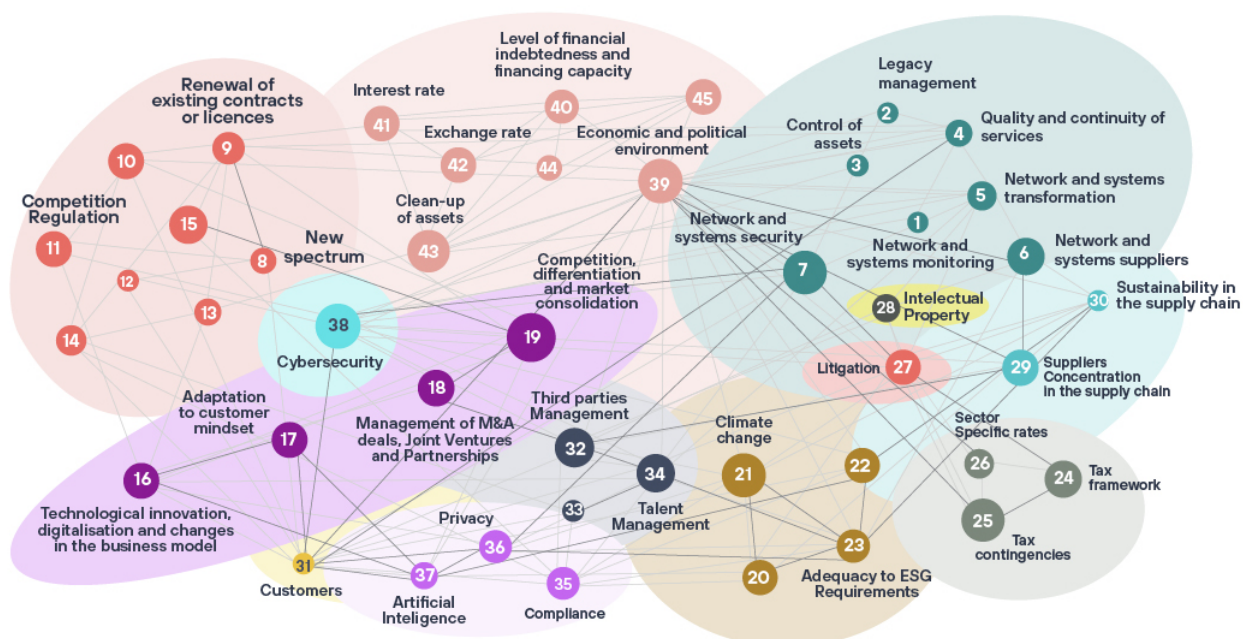 Level of financial
indebtedness and
financing capacity
Renewal of
existing contracts
or licences
Interest rate
40
45
41
Legacy
management
2
Exchange rate
Economic and political
environment
Control of
assets
4
Quality and continuity of
services
10
9
42
44
3
39
Competition
Regulation
Clean-up
of assets
5
Network and systems
transformation
15
11
43
New
spectrum
8
Network and
systems security
1
Network and
systems monitoring
6
Network and
systems suppliers
12
Competition,
differentiation
and market
consolidation
7
13
28
Intelectual
Property
30
Sustainability in
the supply chain
14
38
Cybersecurity
19
Litigation
27
29
Suppliers
Concentration
in the supply chain
18
Adaptation
to customer
mindset
Management of M&A
deals, Joint Ventures
and Partnerships
Third parties
Management
Climate
change
Sector
Specific rates
17
32
16
34
21
22
26
24
Tax
framework
Technological innovation,
digitalisation and changes
in the business model
33
Talent
Management
25
Tax
contingencies
Privacy
36
23
31
Customers
37
Artificial
Inteligence
35
Compliance
20
Adequacy to ESG
Requirements